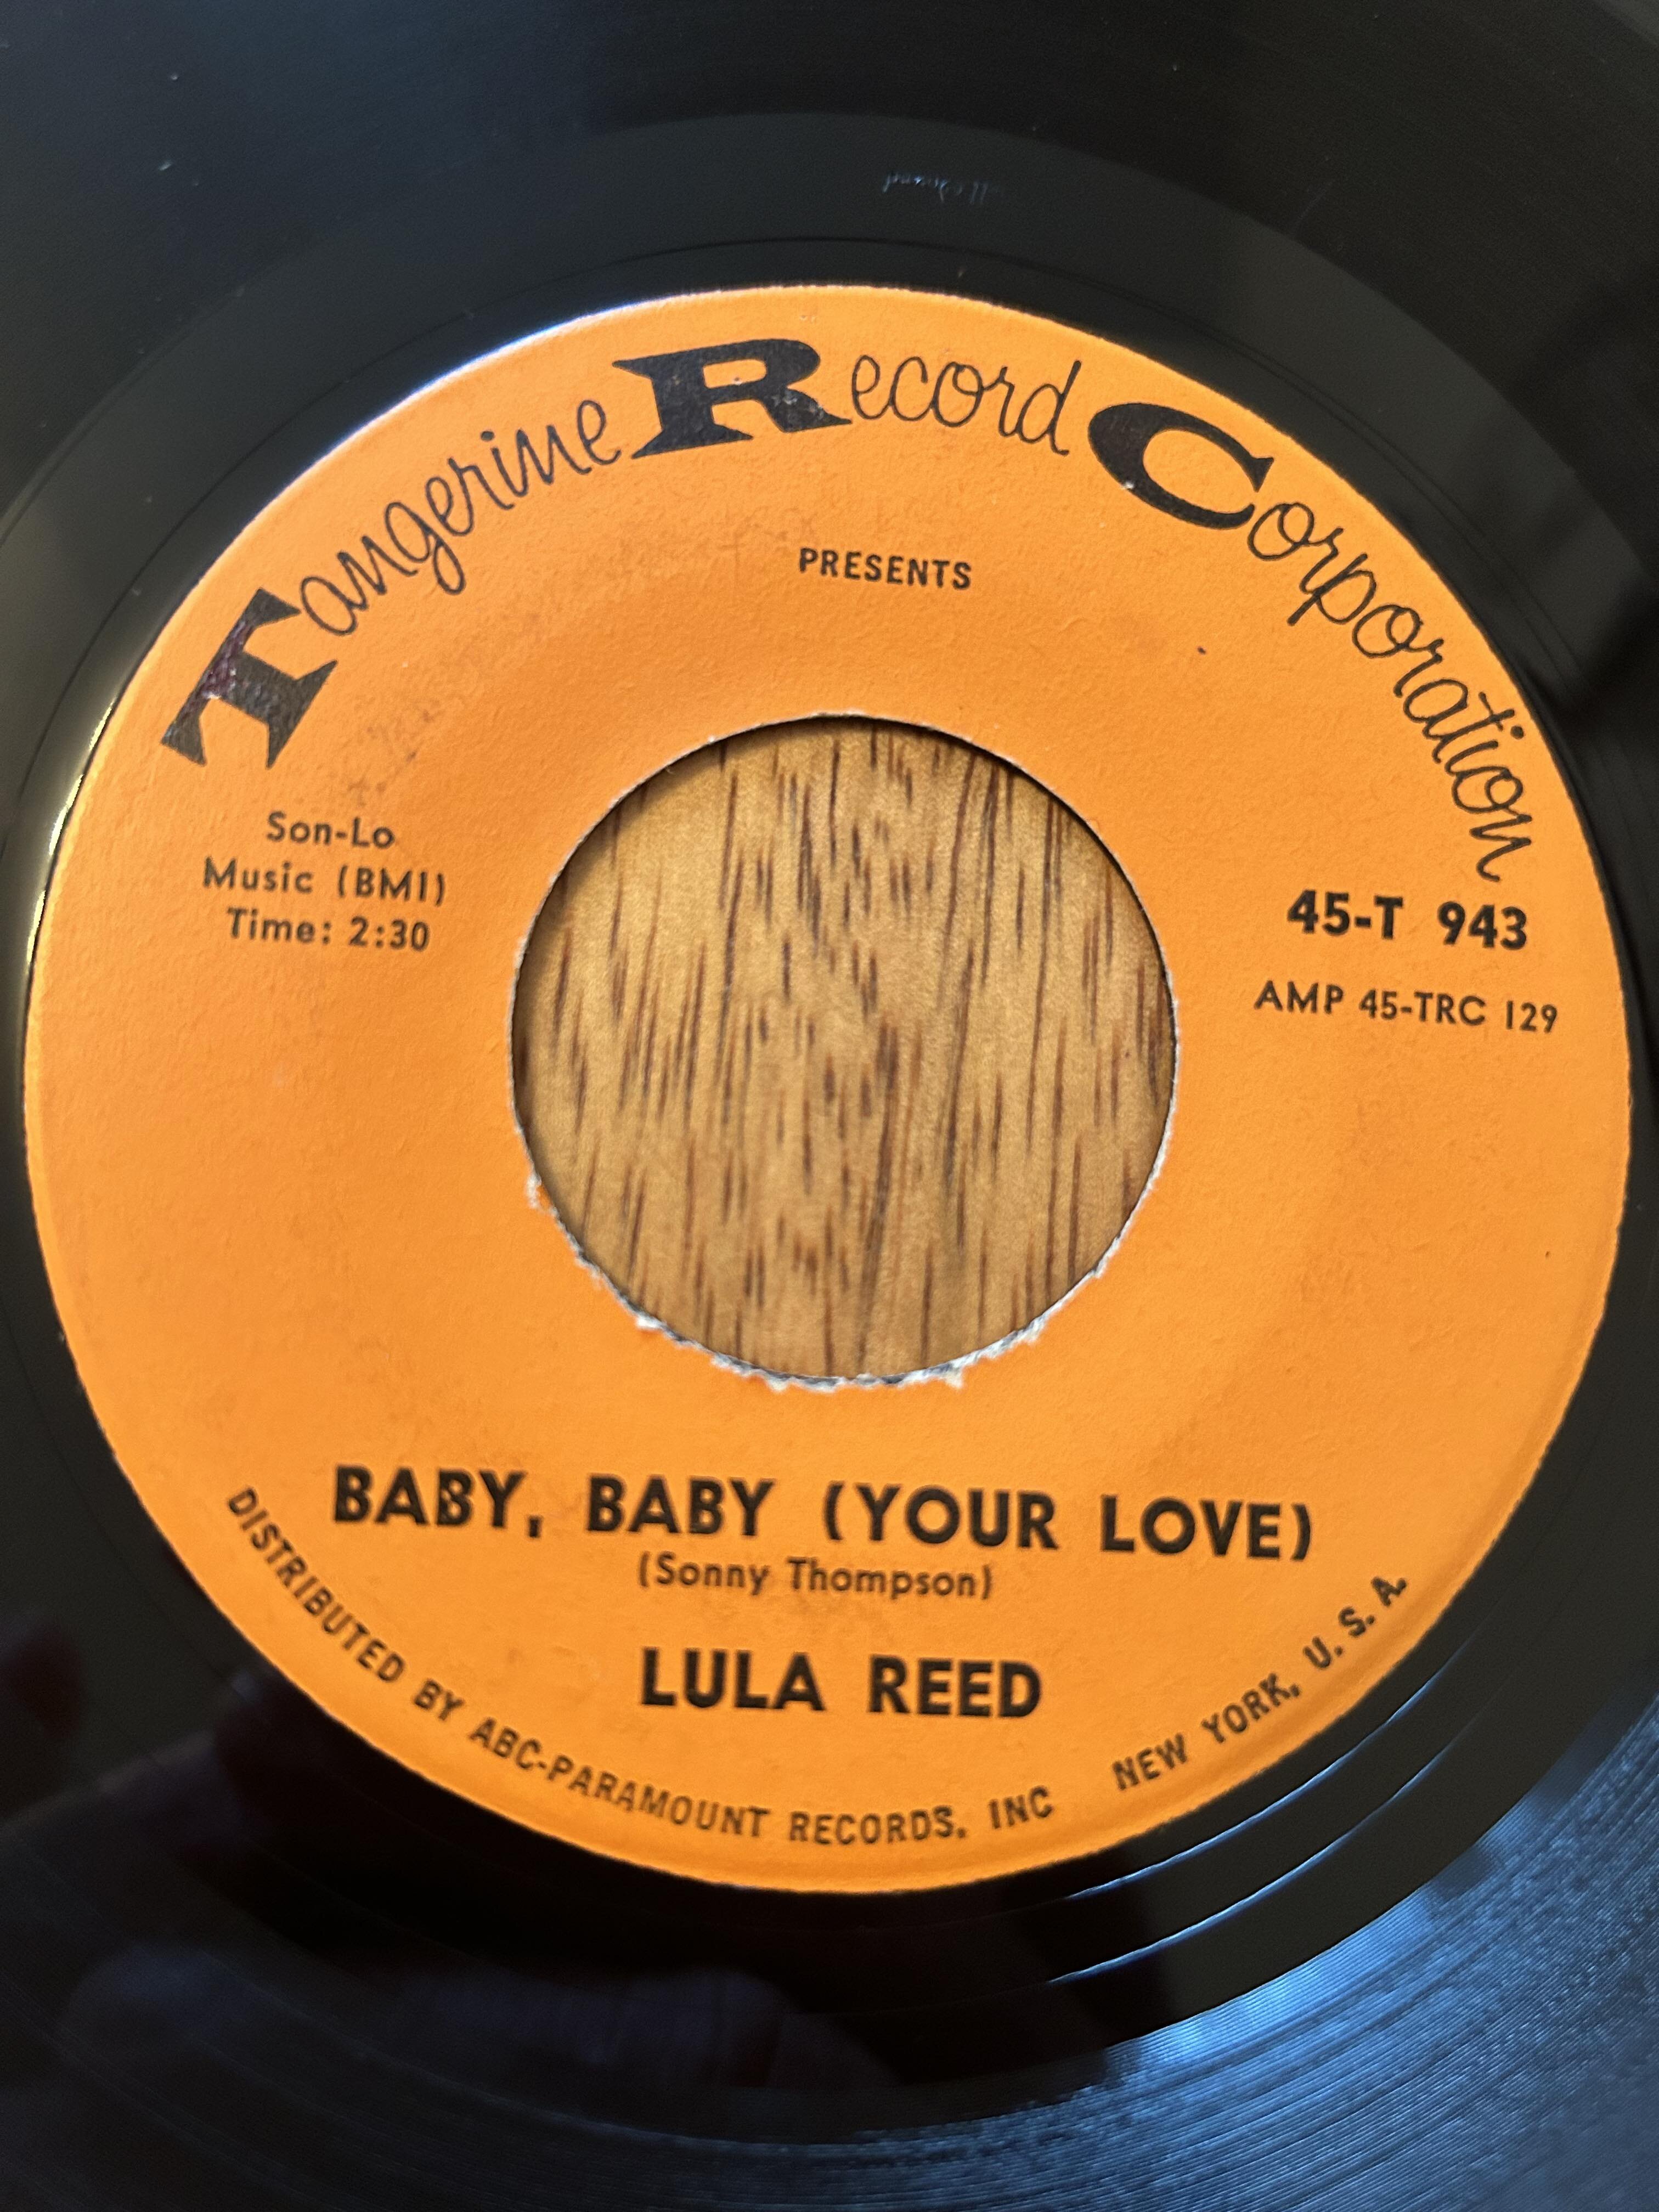 Tangerine Record Corporation
PRESENTS
Son-Lo
Music (BMI)
Time: 2:30
45-T 943
AMP 45-TRC 129
BABY, BABY (YOUR LOVE)
(Sonny Thompson)
LULA REED
DISTRIBUTED BY ABC-PARAMOUNT RECORDS, INC NEW YORK, U. S. A.